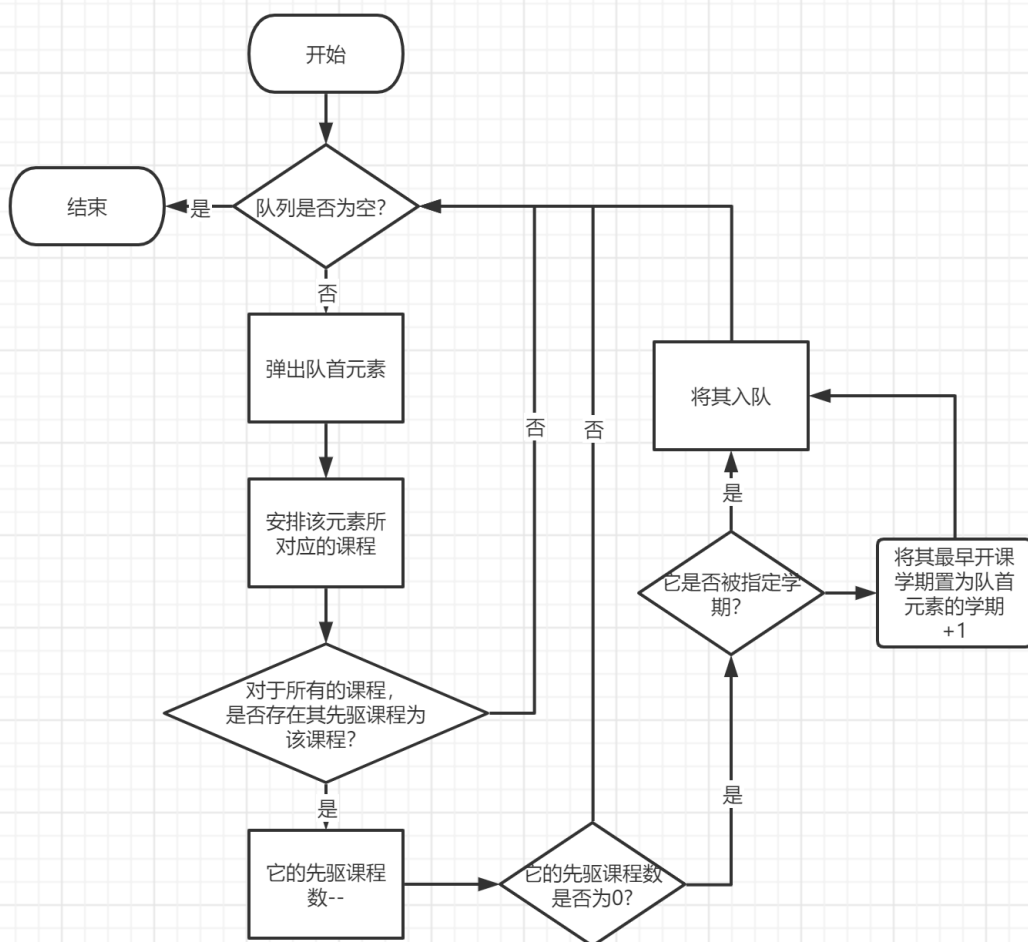 开始
结束
是
队列是否为空?
否
弹出队首元素
将其入队
否
否
是
安排该元素所
对应的课程
它是否被指定学
期?
将其最早开课
学期置为队首
元素的学期
+1
对于所有的课程，
是否存在其先驱课程为
该课程?
是
是
它的先驱课程
数--
它的先驱课程数
是否为0?